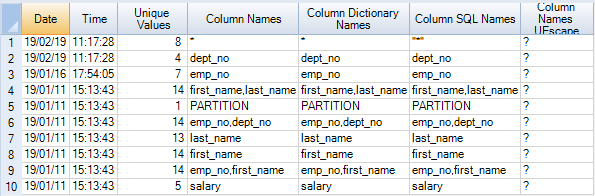 Date Time Unique Values Column Names Column Dictionary Names Column SQL Names Column Names UEscape
1 19/02/19 11:17:28 8 * * "*" ?
2 19/02/19 11:17:28 4 dept_no dept_no dept_no ?
3 19/01/16 17:54:05 7 emp_no emp_no emp_no ?
4 19/01/11 15:13:43 14 first_name,last_name first_name,last_name first_name,last_name ?
5 19/01/11 15:13:43 1 PARTITION PARTITION PARTITION ?
6 19/01/11 15:13:43 14 emp_no,dept_no emp_no,dept_no emp_no,dept_no ?
7 19/01/11 15:13:43 13 last_name last_name last_name ?
8 19/01/11 15:13:43 14 first_name first_name first_name ?
9 19/01/11 15:13:43 14 emp_no,first_name emp_no,first_name emp_no,first_name ?
10 19/01/11 15:13:43 5 salary salary salary ?